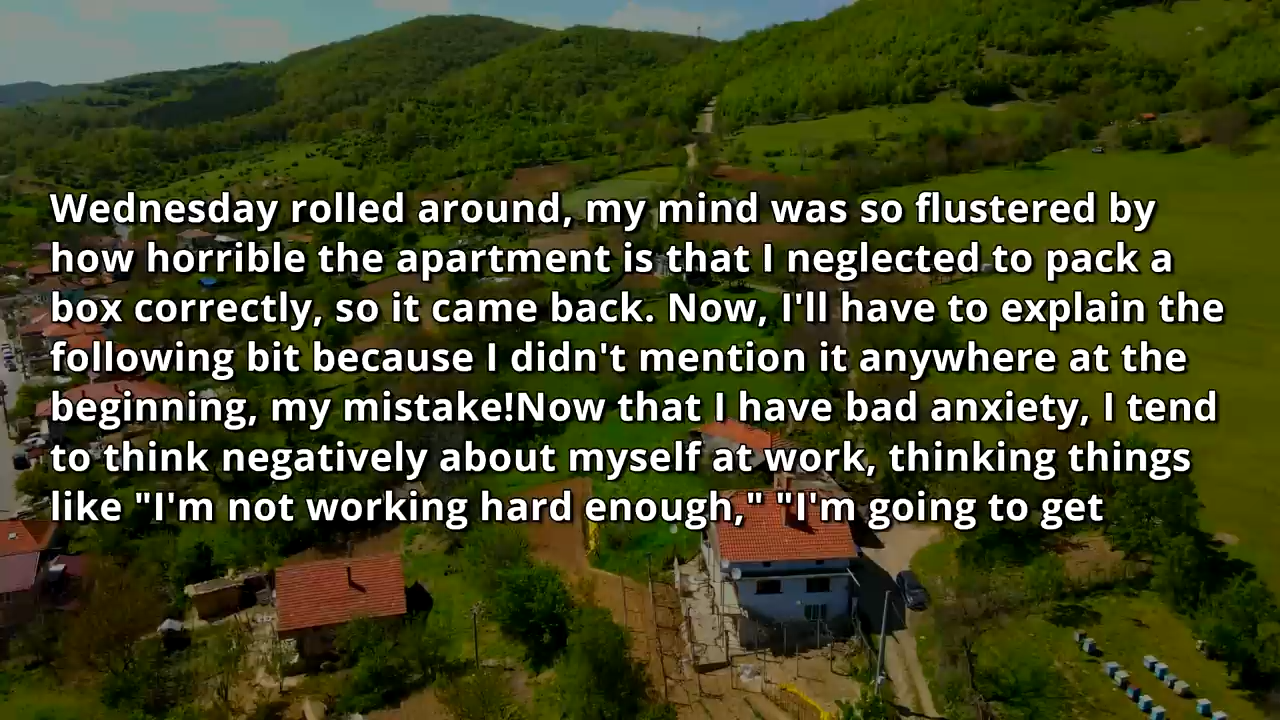 Wednesday rolled around, my mind was so flustered by
how horrible the apartment is that I neglected to pack a
box correctly, so it came back. Now, I'll have to explain the
following bit because I didn't mention it anywhere at the
beginning, my mistake!Now that I have bad anxiety, I tend
to think negatively about myself at work, thinking things
like "I'm not working hard enough," "I'm going to get